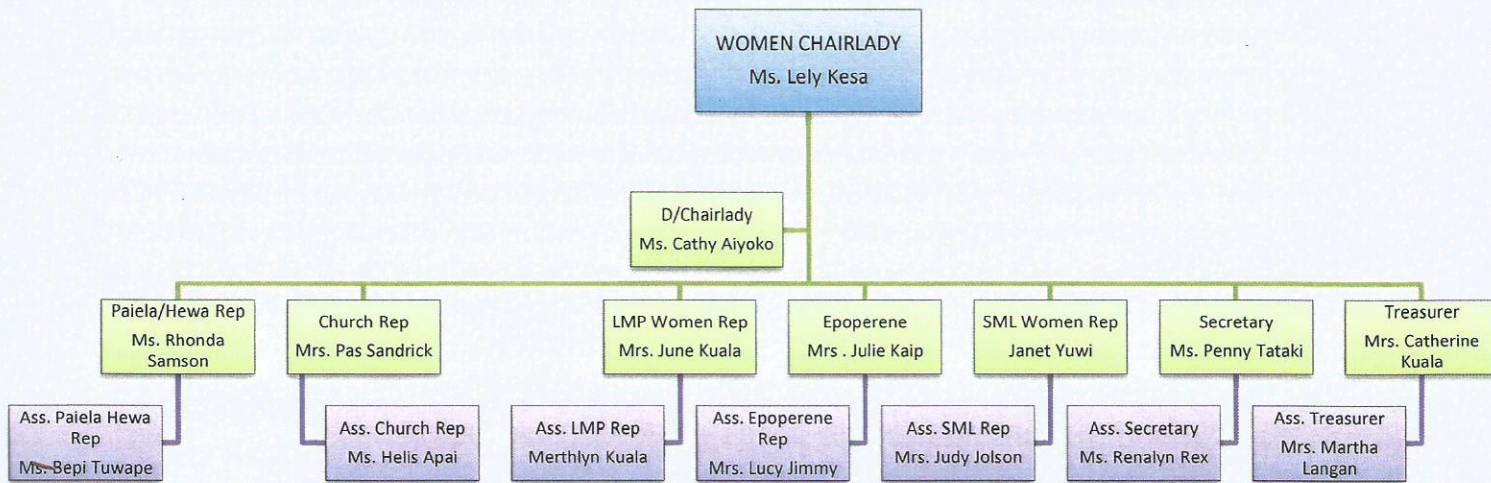 WOMEN CHAIRLADY
Ms. Lely Kesa
D/Chairlady
Ms. Cathy Aiyoko
Paiela/Hewa Rep
Ms. Rhonda
Samson
Church Rep
Mrs. Pas Sandrick
LMP Women Rep
Mrs. June Kuala
Epoperene
Mrs . Julie Kaip
SML Women Rep
Janet Yuwi
Secretary
Ms. Penny Tataki
Treasurer
Mrs. Catherine
Kuala
Ass. Paiela Hewa
Rep
Ms. Bepi Tuwape
Ass. Church Rep
Ms. Helis Apai
Ass. LMP Rep
Merthlyn Kuala
Ass. Epoperene
Rep
Mrs. Lucy Jimmy
Ass. SML Rep
Mrs. Judy Jolson
Ass. Secretary
Ms. Renalyn Rex
Ass. Treasurer
Mrs. Martha
Langan